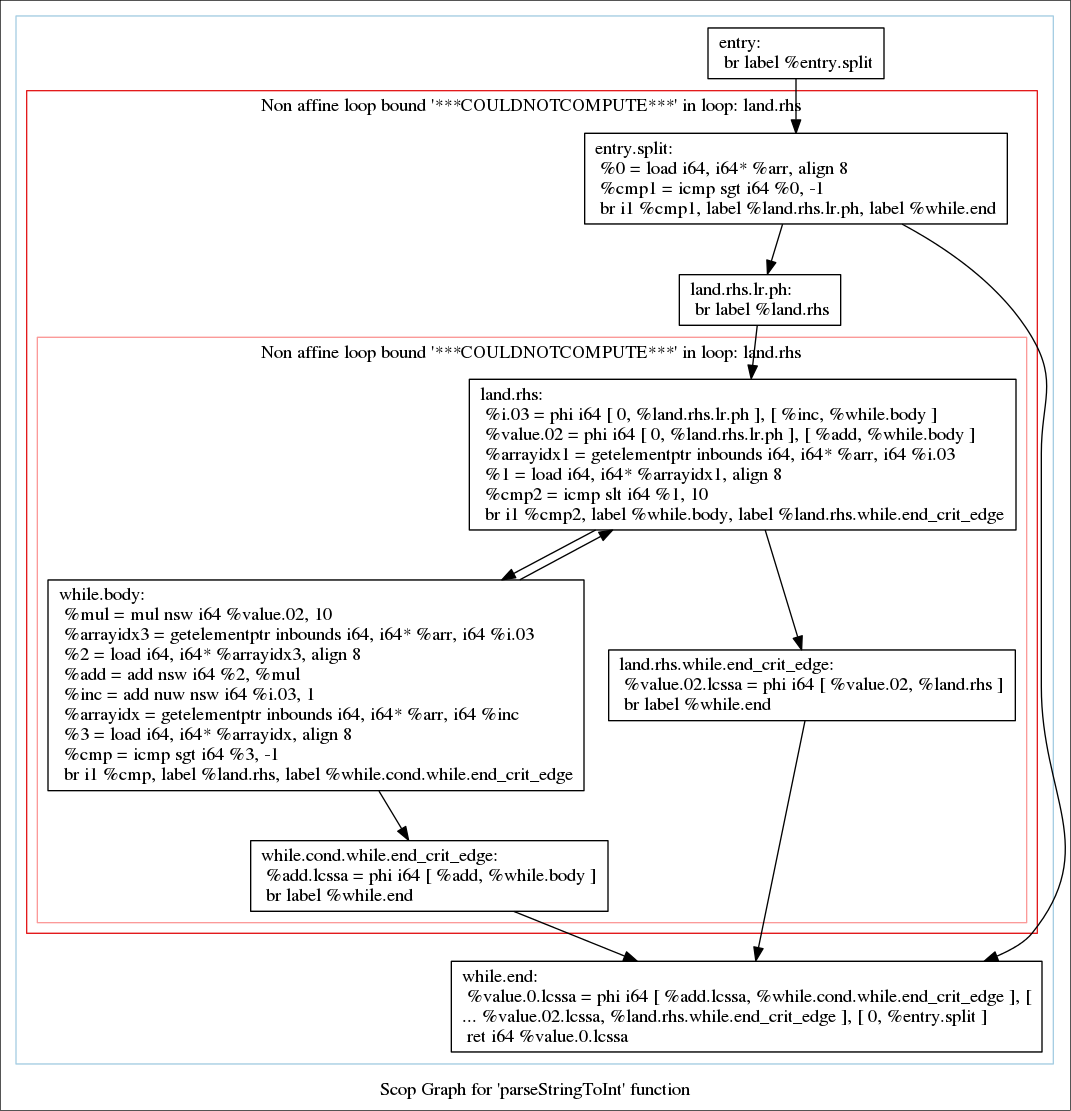 entry:
br label %entry.split
Non affine loop bound '***COULDNOTCOMPUTE***' in loop: land.rhs
entry.split:
%0 = load i64, i64* %arr, align 8
%cmp1 = icmp sgt i64 %0, -1
br i1 %cmp1, label %land.rhs.lr.ph, label %while.end
land.rhs.lr.ph:
br label %land.rhs
Non affine loop bound '***COULDNOTCOMPUTE***' in loop: land.rhs
land.rhs:
%i.03 = phi i64 [ 0, %land.rhs.lr.ph ], [ %inc, %while.body ]
%value.02 = phi i64 [ 0, %land.rhs.lr.ph ], [ %add, %while.body ]
%arrayidx1 = getelementptr inbounds i64, i64* %arr, i64 %i.03
%1 = load i64, i64* %arrayidx1, align 8
%cmp2 = icmp slt i64 %1, 10
br i1 %cmp2, label %while.body, label %land.rhs.while.end_crit_edge
while.body:
%mul = mul nsw i64 %value.02, 10
%arrayidx3 = getelementptr inbounds i64, i64* %arr, i64 %i.03
%2 = load i64, i64* %arrayidx3, align 8
%add = add nsw i64 %2, %mul
%inc = add nuw nsw i64 %i.03, 1
%arrayidx = getelementptr inbounds i64, i64* %arr, i64 %inc
%3 = load i64, i64* %arrayidx, align 8
%cmp = icmp sgt i64 %3, -1
br i1 %cmp, label %land.rhs, label %while.cond.while.end_crit_edge
land.rhs.while.end_crit_edge:
%value.02.lcssa = phi i64 [ %value.02, %land.rhs ]
br label %while.end
while.cond.while.end_crit_edge:
%add.lcssa = phi i64 [ %add, %while.body ]
br label %while.end
while.end:
%value.0.lcssa = phi i64 [ %add.lcssa, %while.cond.while.end_crit_edge ], [
... %value.02.lcssa, %land.rhs.while.end_crit_edge ], [ 0, %entry.split ]
ret i64 %value.0.lcssa
Scop Graph for 'parseStringToInt' function